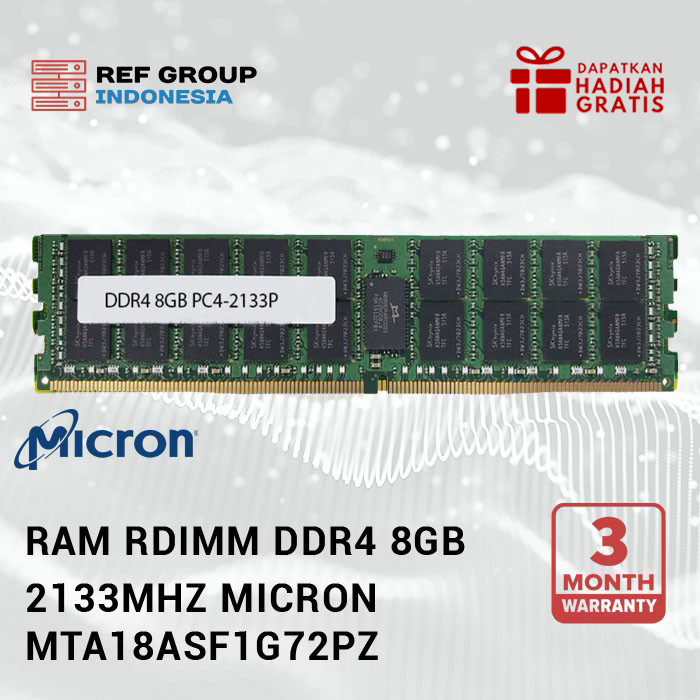 REF GROUP
INDONESIA
DAPATKAN
HADIAH
GRATIS
DDR4 8GB PC4-2133P
Micron
RAM RDIMM DDR4 8GB
2133MHZ MICRON
MTA18ASF1G72PZ
3
MONTH
WARRANTY